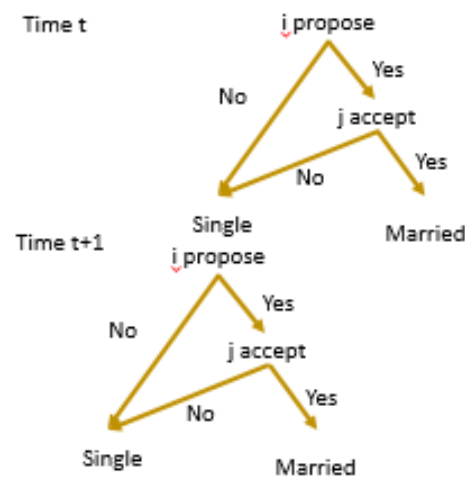 Time t
i propose
Yes
No
j accept
No
Yes
Single
Married
Time t+1
i propose
Yes
No
j accept
Yes
No
Single
Married